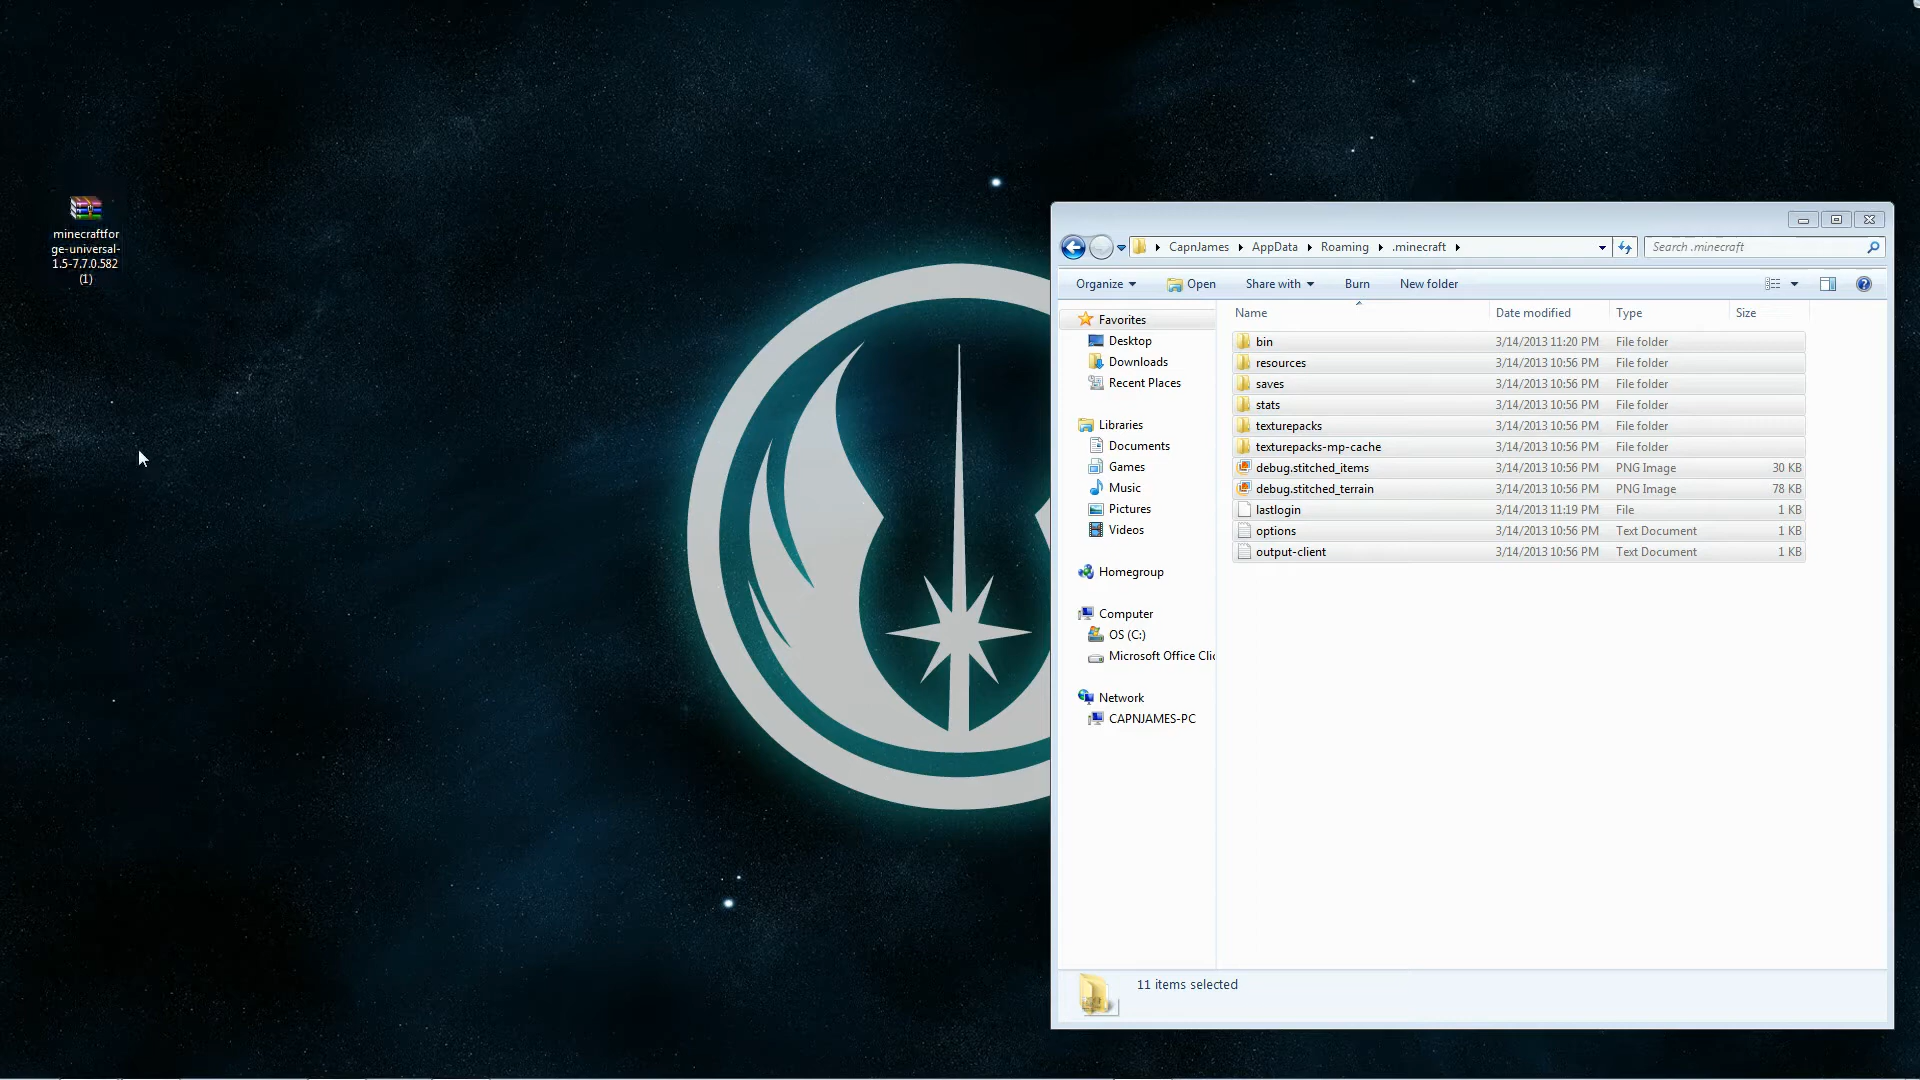 minecraftfor
ge-universal-
1.5-7.7.0.582
(1)
CapnJames AppData Roaming .minecraft
Search .minecraft
Organize Open Share with Burn New folder
Name Date modified Type Size
Favorites
Desktop
Downloads
Recent Places
Libraries
Documents
Games
Music
Pictures
Videos
Homegroup
Computer
OS (C:)
Microsoft Office Clic
Network
CAPNJAMES-PC
bin 3/14/2013 11:20 PM File folder
resources 3/14/2013 10:56 PM File folder
saves 3/14/2013 10:56 PM File folder
stats 3/14/2013 10:56 PM File folder
texturepacks 3/14/2013 10:56 PM File folder
texturepacks-mp-cache 3/14/2013 10:56 PM File folder
debug.stitched_items 3/14/2013 10:56 PM PNG Image 30 KB
debug.stitched_terrain 3/14/2013 10:56 PM PNG Image 78 KB
lastlogin 3/14/2013 11:19 PM File 1 KB
options 3/14/2013 10:56 PM Text Document 1 KB
output-client 3/14/2013 10:56 PM Text Document 1 KB
11 items selected